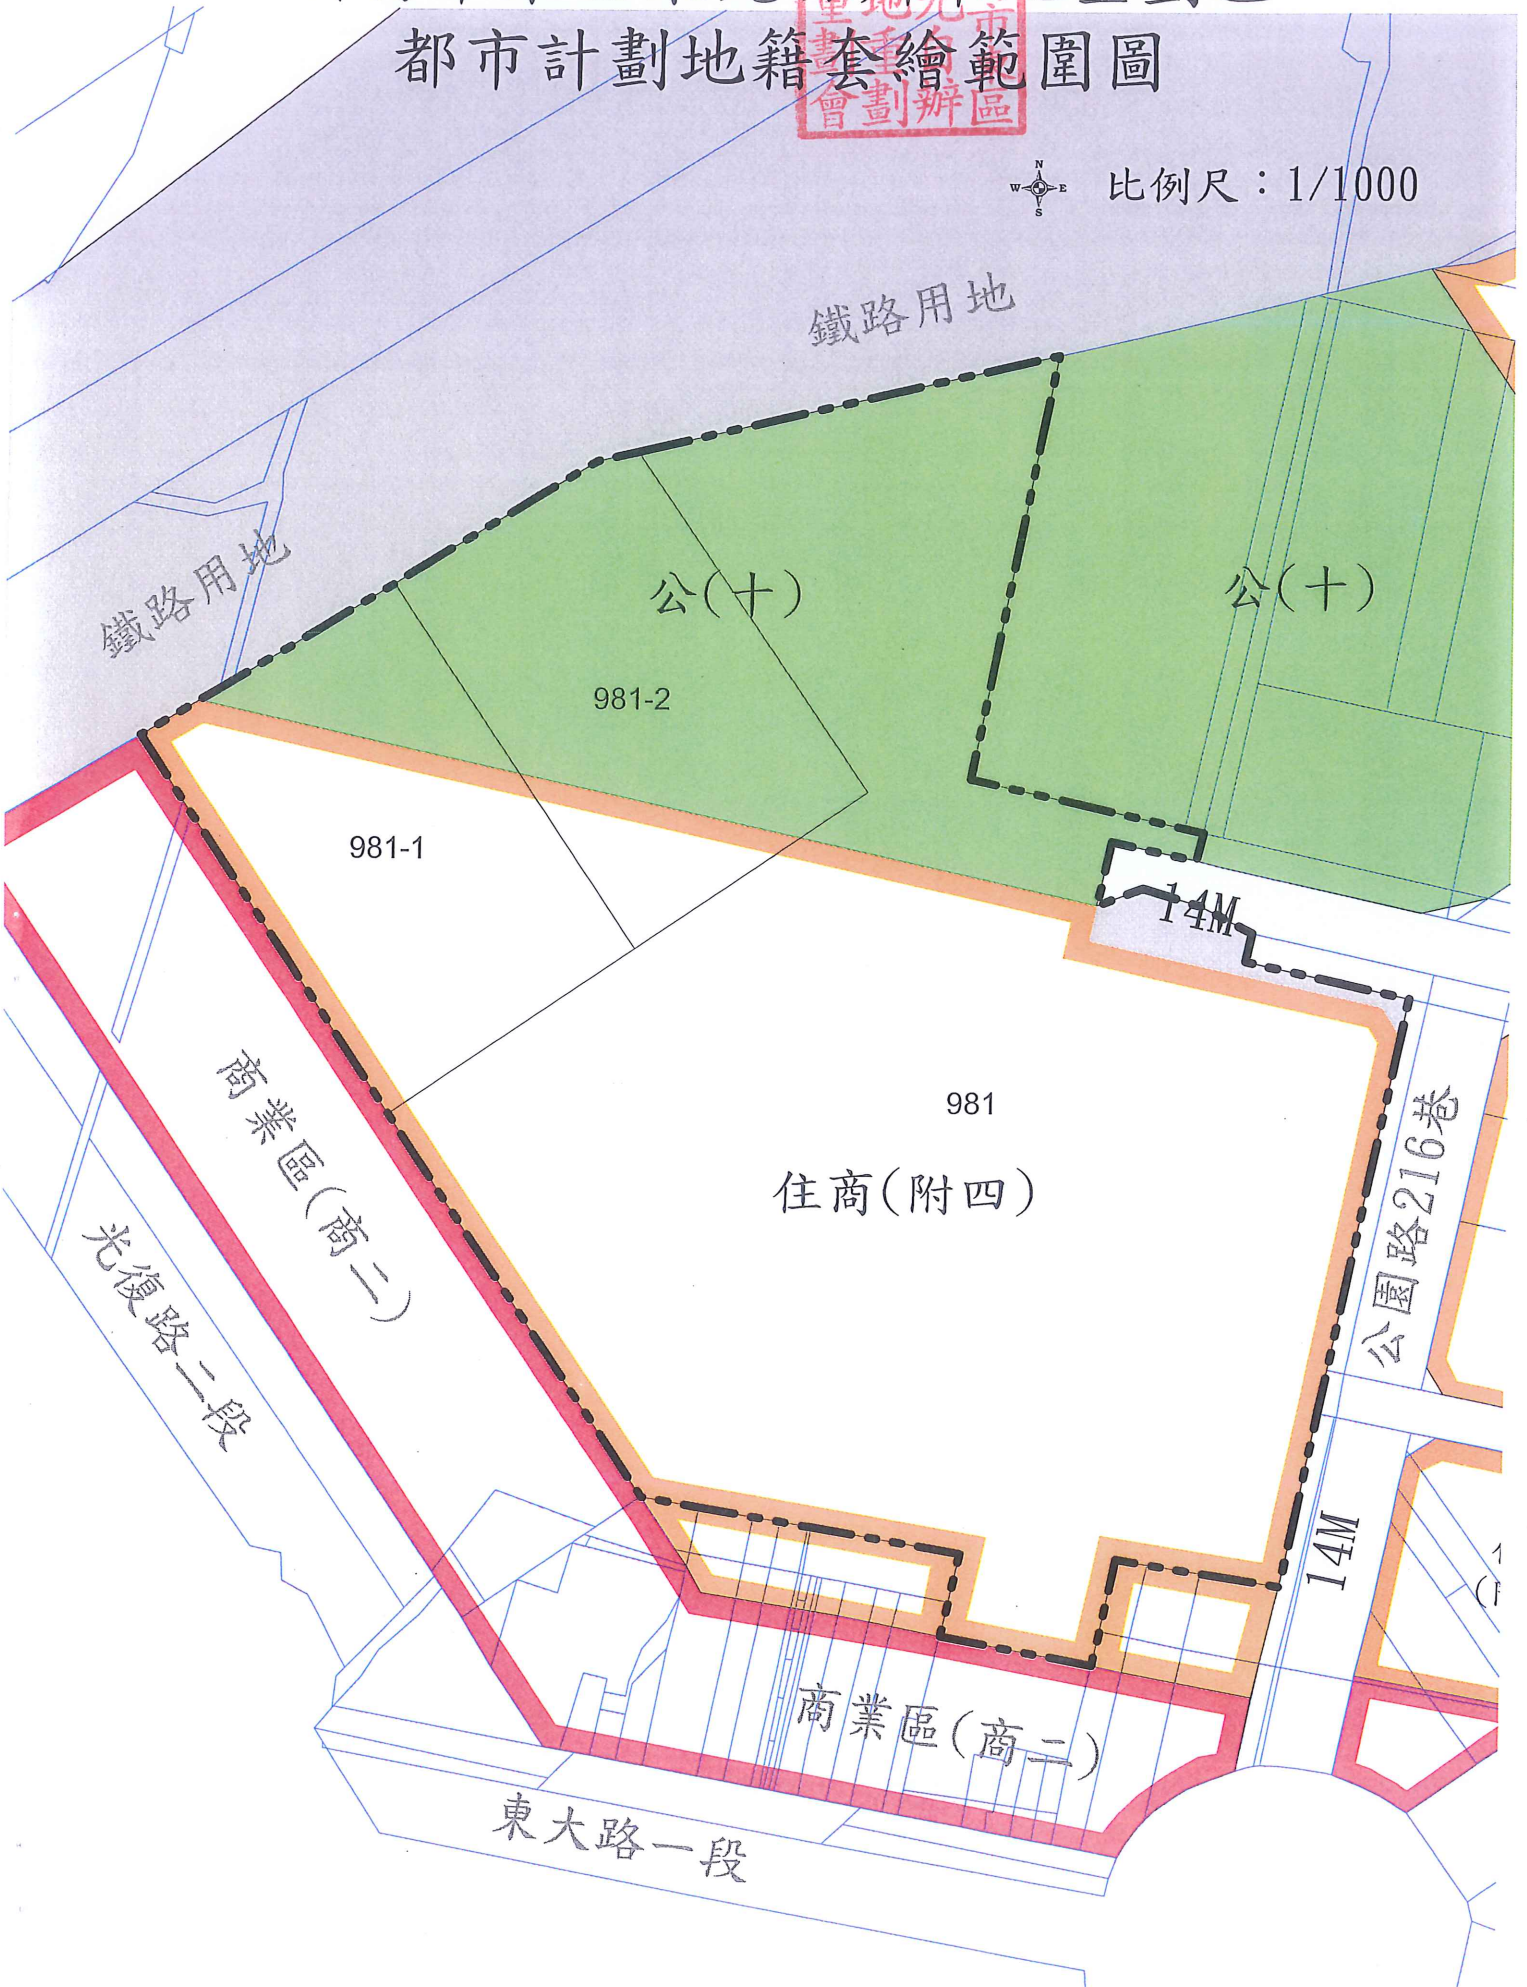 都市計劃地籍套繪範圍圖
N
W E
S
比例尺：1/1000
鐵路用地
鐵路用地
公(十)
公(十)
981-2
981-1
14M
981
住商(附四)
商業區(商二)
公園路216巷
光復路二段
14M
商業區(商二)
東大路一段